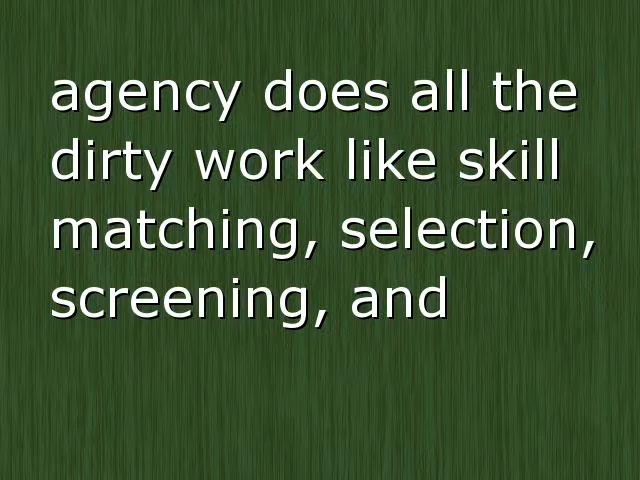 agency does all the
dirty work like skill
matching, selection,
screening, and